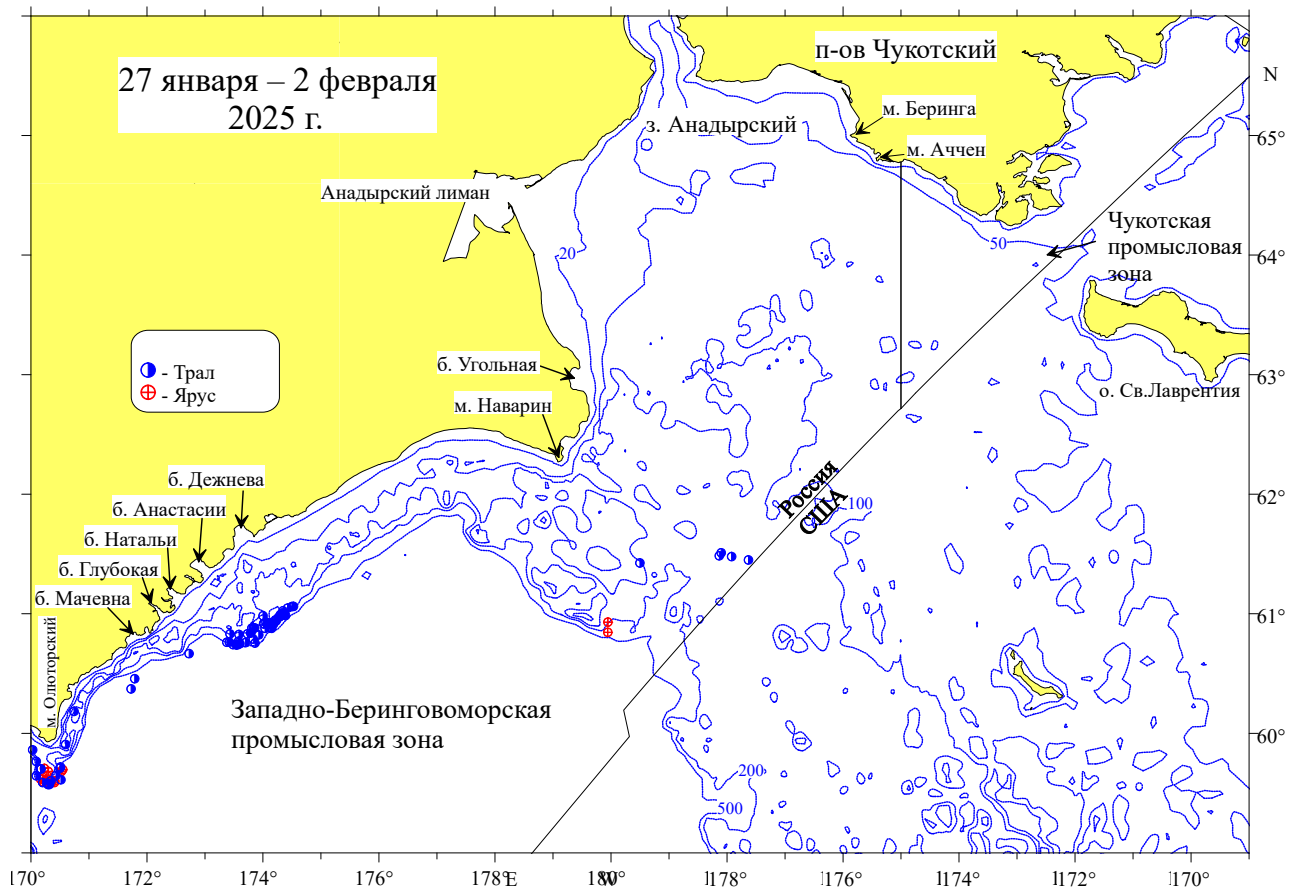 27 января – 2 февраля
2025 г.
п-ов Чукотский
N
м. Беринга
з. Анадырский
65°
м. Аччен
Анадырский лиман
Чукотская
промысловая
зона
50
20
64°
б. Угольная
63°
- Трал
- Ярус
о. Св.Лаврентия
м. Наварин
б. Дежнева
Россия
США
100
62°
б. Анастасии
б. Натальи
б. Глубокая
б. Мачевна
61°
м. Олюторский
Западно-Беринговоморская
промысловая зона
60°
200
500
170 172 174 176 178° E 180° W 178 176 174 172 170